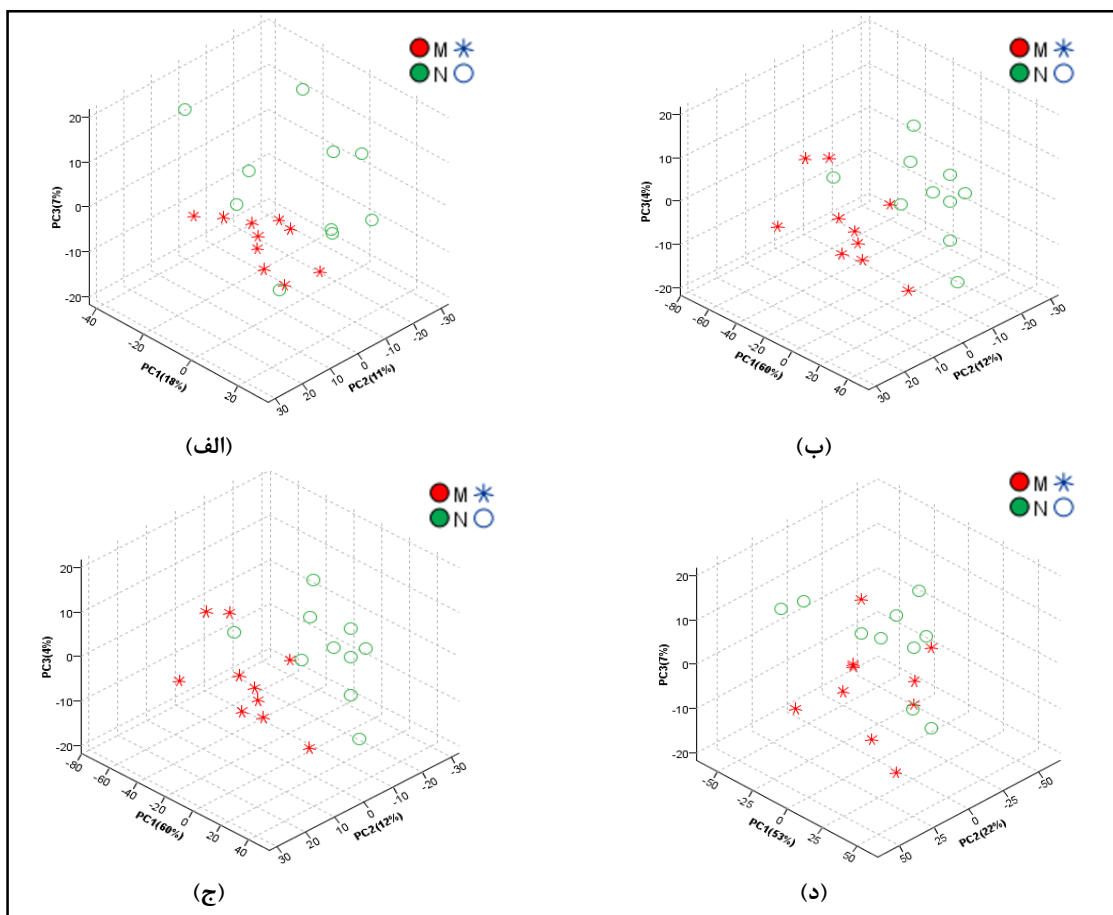 M
N
20
10
0
-10
-20
PC3(7%)
-40
-20
0
20
PC1(18%)
30
20
10
0
-10
-20
-30
PC2(11%)
(الف)
M
N
20
10
0
-10
-20
PC3(4%)
-80
-60
-40
-20
0
20
40
PC1(60%)
30
20
10
0
-10
-20
-30
PC2(12%)
(ب)
M
N
20
10
0
-10
-20
PC3(4%)
-80
-60
-40
-20
0
20
40
PC1(60%)
30
20
10
0
-10
-20
-30
PC2(12%)
(ج)
M
N
20
10
0
-10
-20
PC3(7%)
-50
-25
0
25
50
PC1(53%)
50
25
0
-25
-50
PC2(22%)
(د)